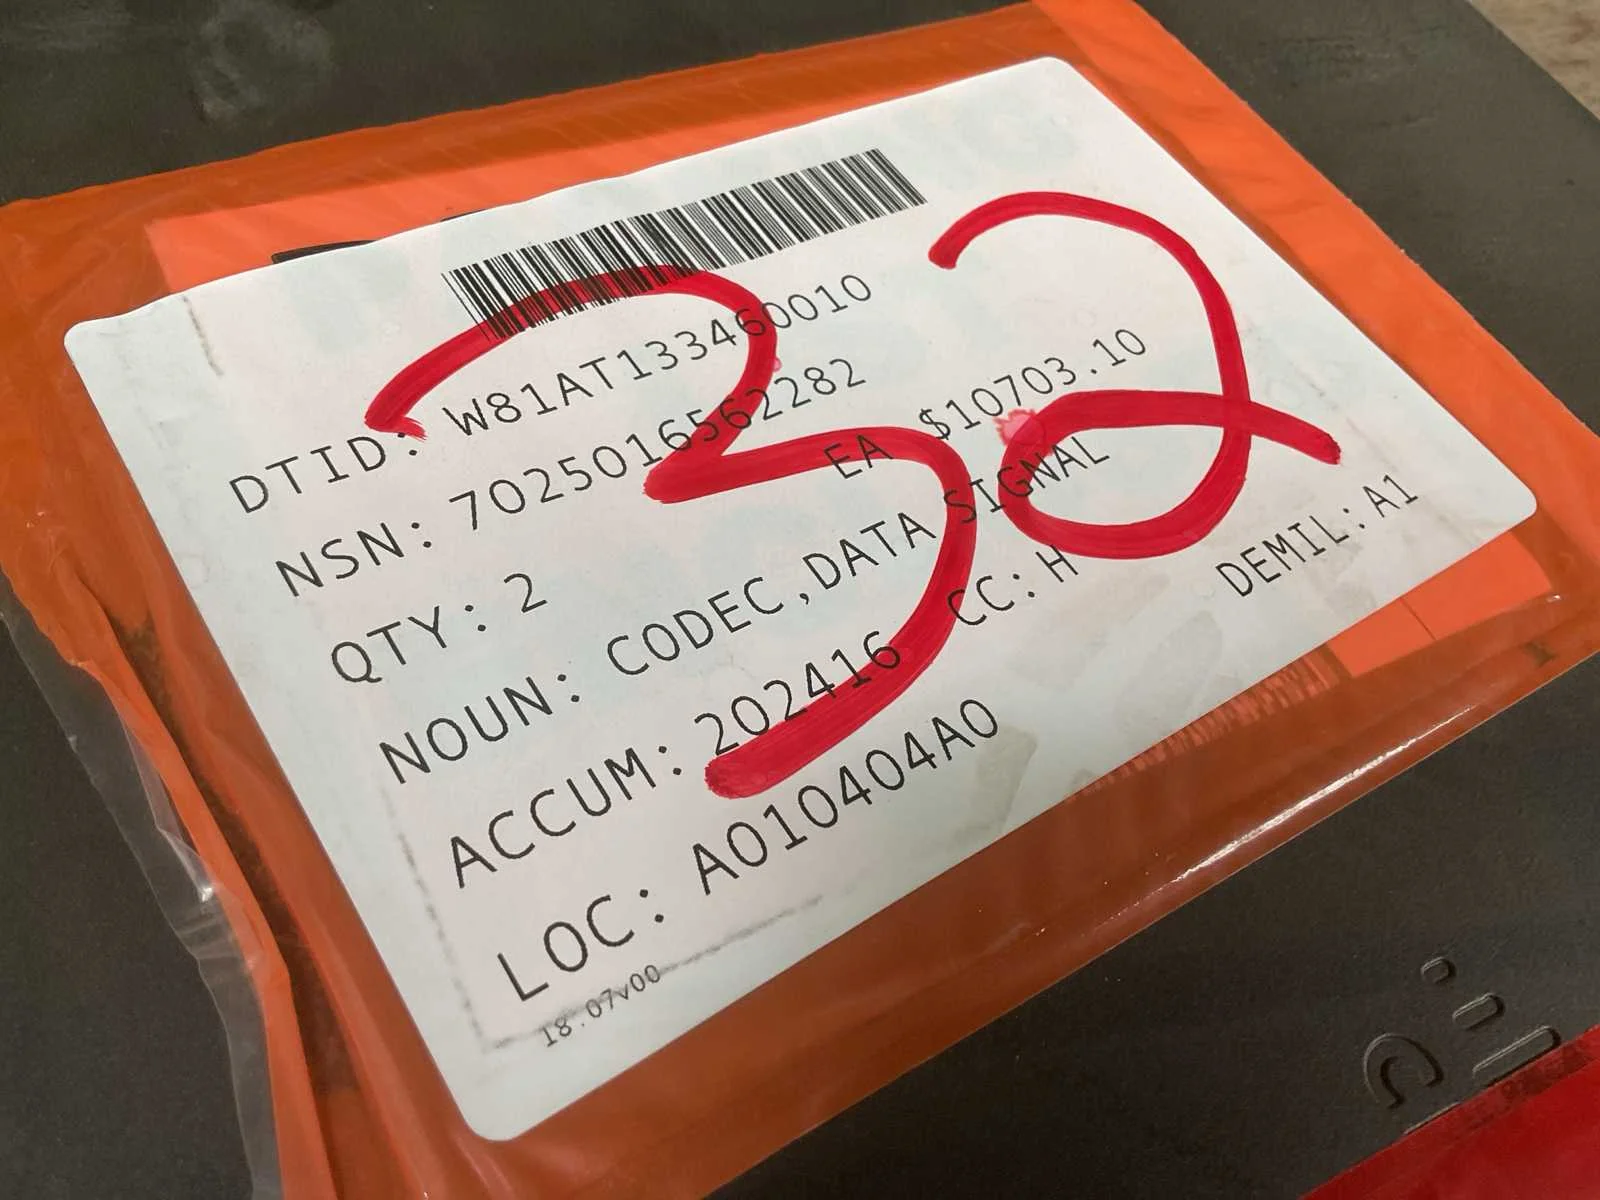 DTID: W81AT133460010
NSN: 7025016562282
QTY: 2 EA $10703.10
NOUN: CODEC,DATA SIGNAL
ACCUM: 202416 CC: H DEMIL: A1
LOC: A010404A0
18.07v00
32